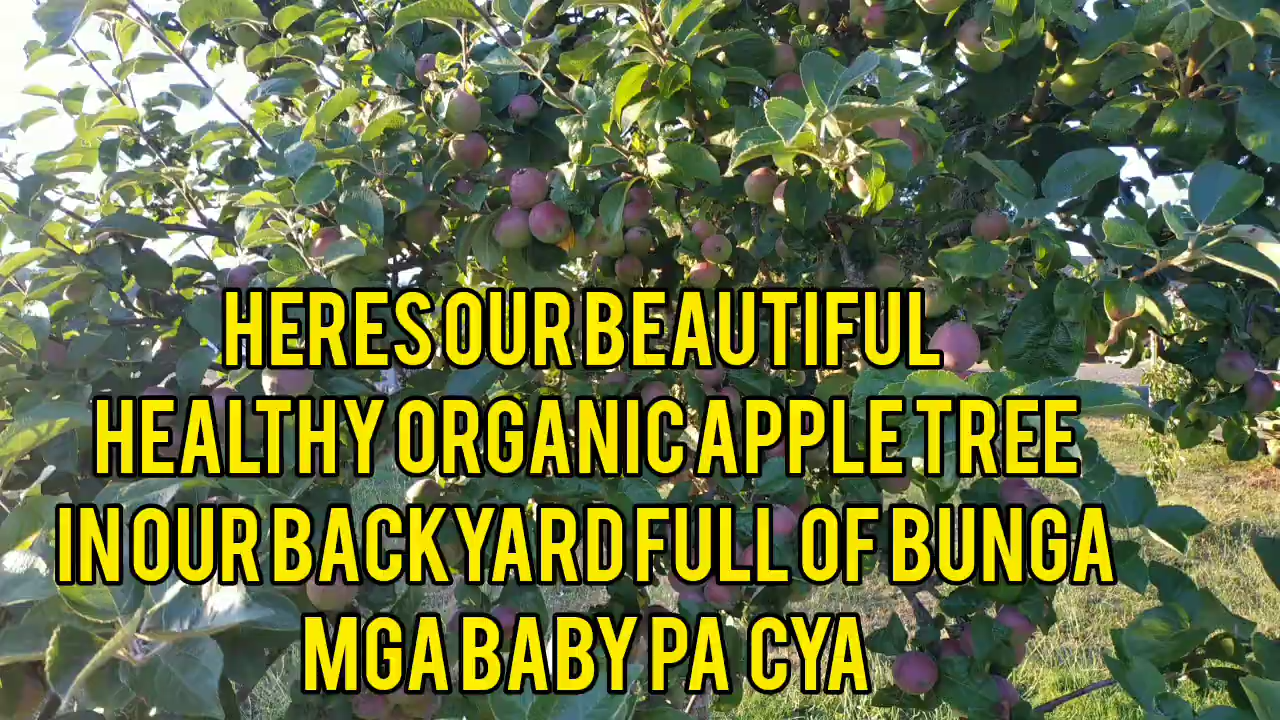 HERES OUR BEAUTIFUL
HEALTHY ORGANIC APPLE TREE
IN OUR BACKYARD FULL OF BUNGA
MGA BABY PA CYA